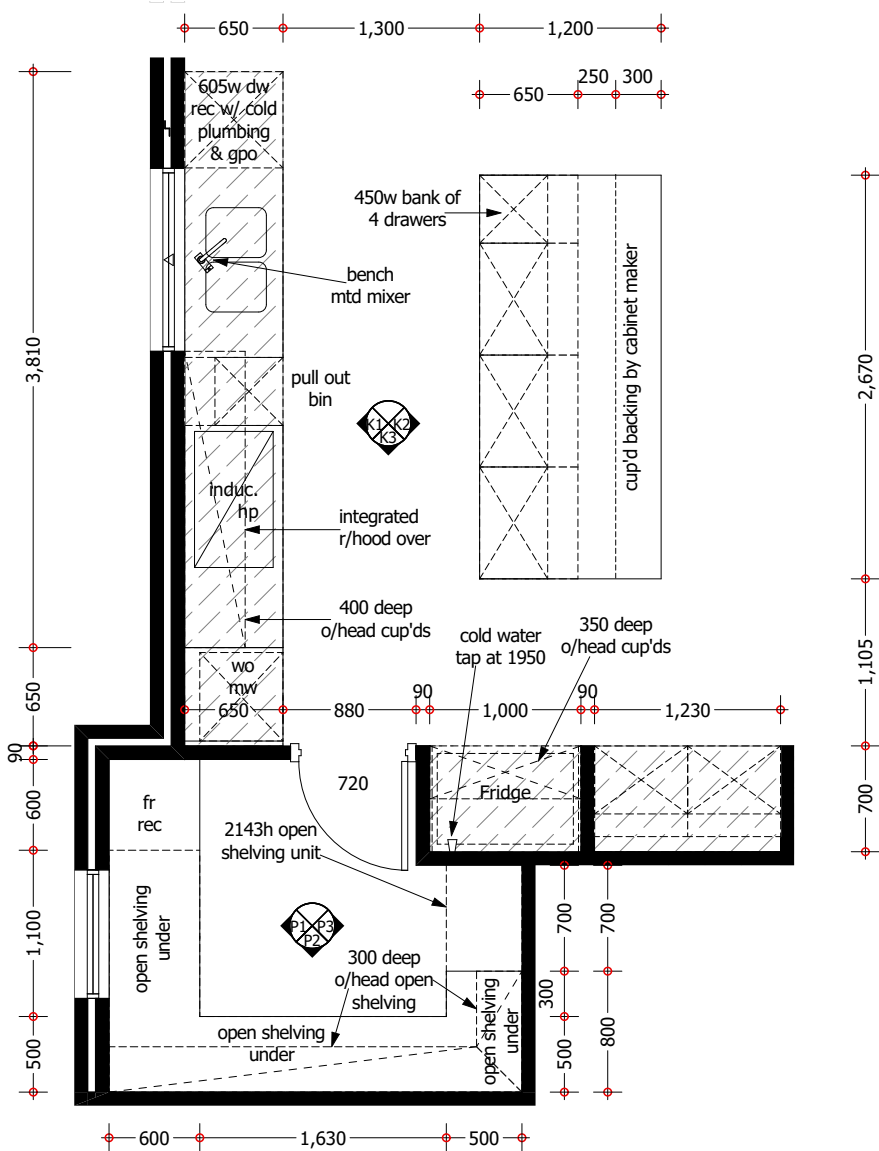 650
1,300
1,200
650
250
300
605w dw
rec w/ cold
plumbing
& gpo
450w bank of
4 drawers
bench
mtd mixer
cup'd backing by cabinet maker
3,810
2,670
pull out
bin
K1
K2
K3
induc.
hp
integrated
r/hood over
400 deep
o/head cup'ds
cold water
tap at 1950
350 deep
o/head cup'ds
1,105
wo
mw
650
650
880
90
1,000
90
1,230
90
600
fr
rec
720
Fridge
700
2143h open
shelving unit
1,100
open shelving
under
P1
P3
P2
300 deep
o/head open
shelving
700
700
300
open shelving
under
open shelving
under
500
500
800
600
1,630
500